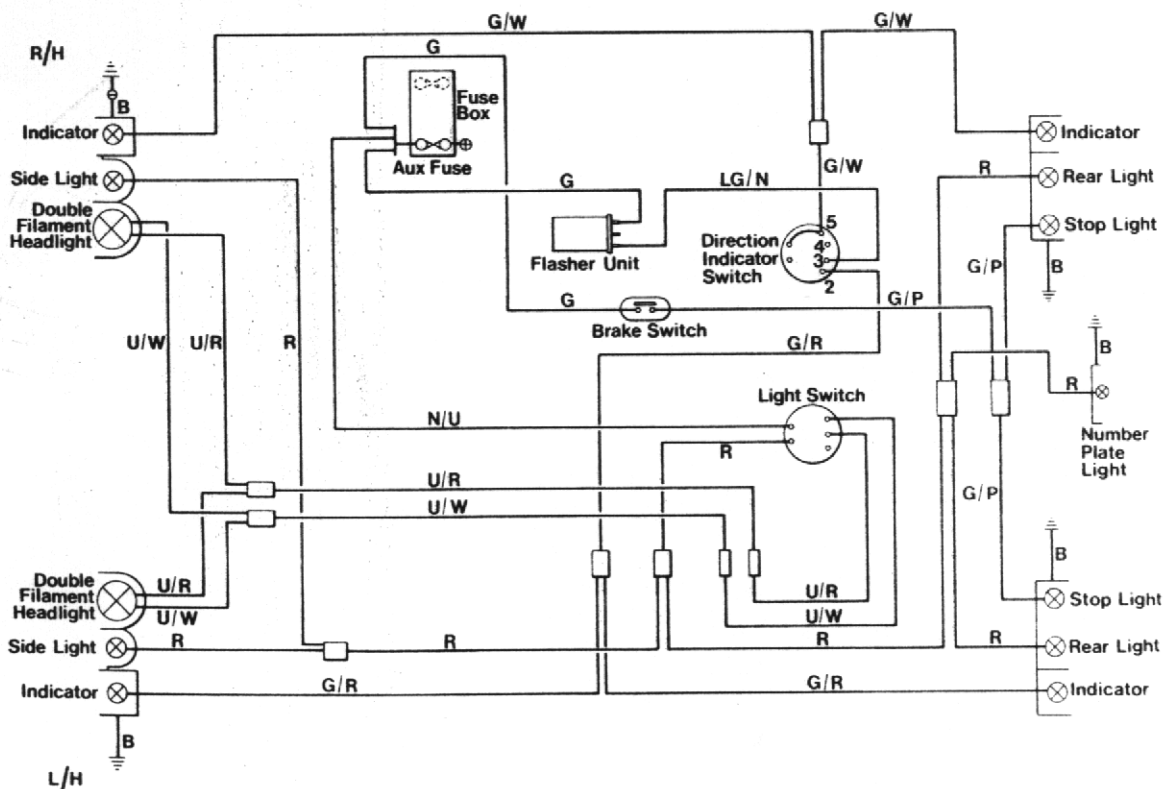 G/W
G/W
R/H
G
B
Fuse
Box
Indicator
Indicator
Aux Fuse
G/W
Side Light
R
Rear Light
G
LG/N
Double
Filament
Headlight
5
Stop Light
4
Direction
Indicator
Switch
3
Flasher Unit
2
G/P
B
G
G/P
Brake Switch
U/W
U/R
R
G/R
B
R
Light Switch
N/U
R
Number
Plate
Light
U/R
G/P
U/W
B
Double
Filament
Headlight
U/R
U/W
U/R
U/W
Stop Light
Side Light
R
R
R
R
Rear Light
Indicator
G/R
G/R
Indicator
B
L/H